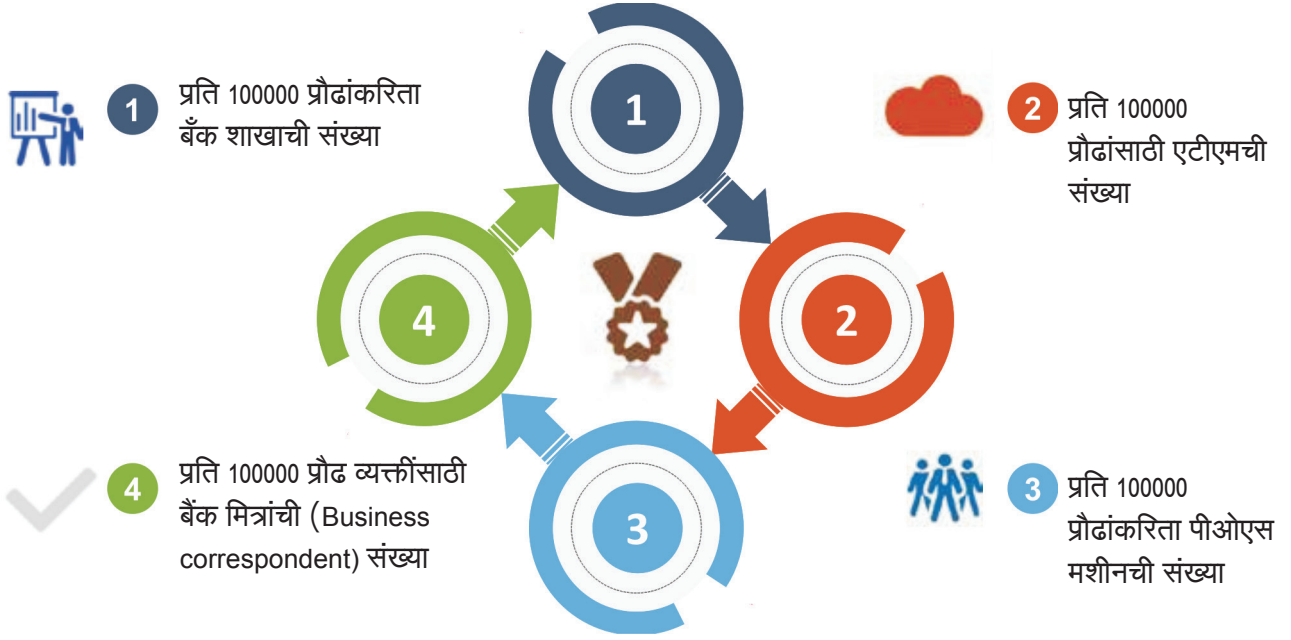 1
1
प्रति 100000 प्रौढांकरिता
बँक शाखाची संख्या
2
प्रति 100000
प्रौढांसाठी एटीएमची
संख्या
4
2
4
प्रति 100000 प्रौढ व्यक्तींसाठी
बैंक मित्रांची (Business
correspondent) संख्या
3
3
प्रति 100000
प्रौढांकरिता पीओएस
मशीनची संख्या